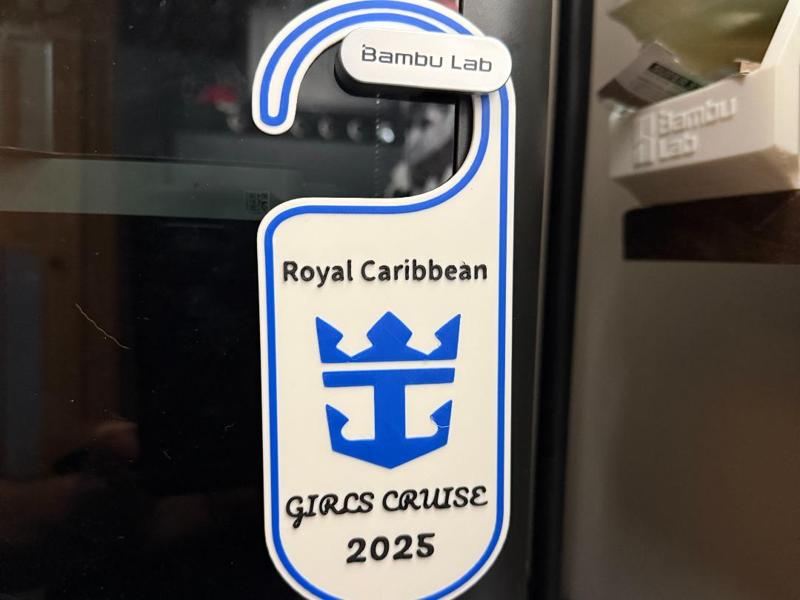 Bambu Lab
Bambu
Lab
Royal Caribbean
GIRLS CRUISE
2025